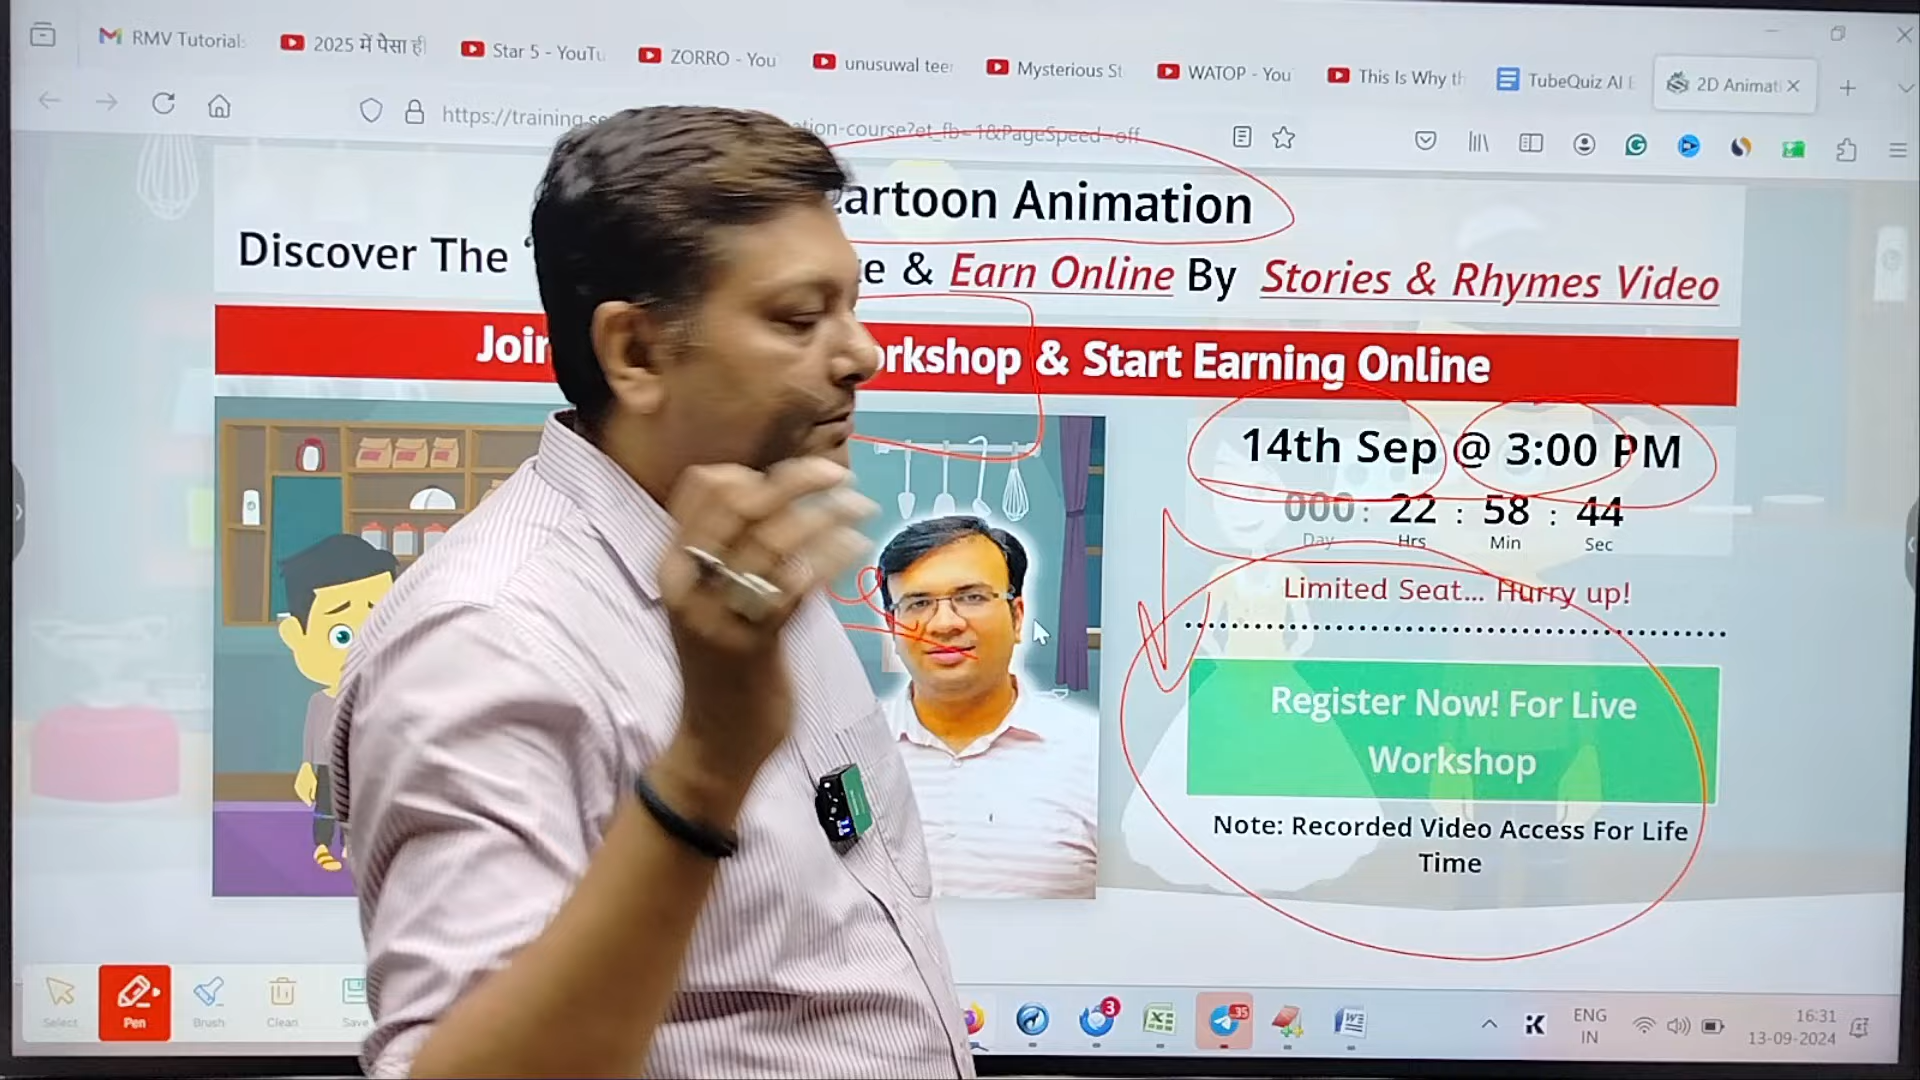 RMV Tutorial
2025 में पैसा ही
Star 5 - YouTu
ZORRO - You
unusuwal teer
Mysterious St
WATOP - You
This Is Why th
TubeQuiz AI E
2D Animati
https://training.se
tion-course?et_fb=1&PageSpeed=off
artoon Animation
Discover The
e & Earn Online By Stories & Rhymes Video
Join
orkshop & Start Earning Online
14th Sep @ 3:00 PM
000 : 22 : 58 : 44
Day Hrs Min Sec
Limited Seat... Hurry up!
Register Now! For Live
Workshop
Note: Recorded Video Access For Life
Time
Select Pen Brush Clean Save
3
35
ENG
IN
16:31
13-09-2024